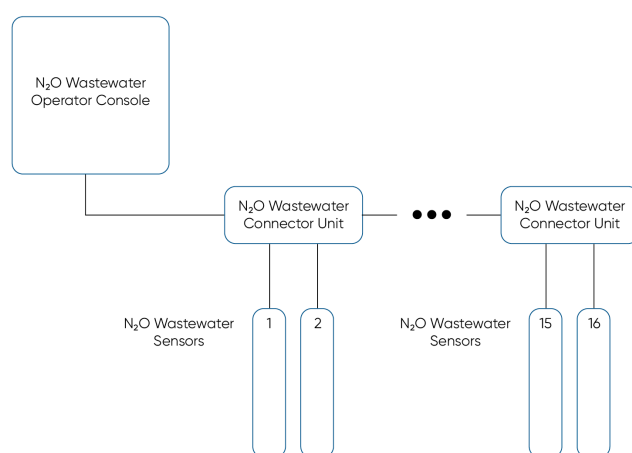 N₂O Wastewater
Operator Console
N₂O Wastewater
Connector Unit
N₂O Wastewater
Connector Unit
N₂O Wastewater
Sensors
1
2
N₂O Wastewater
Sensors
15
16